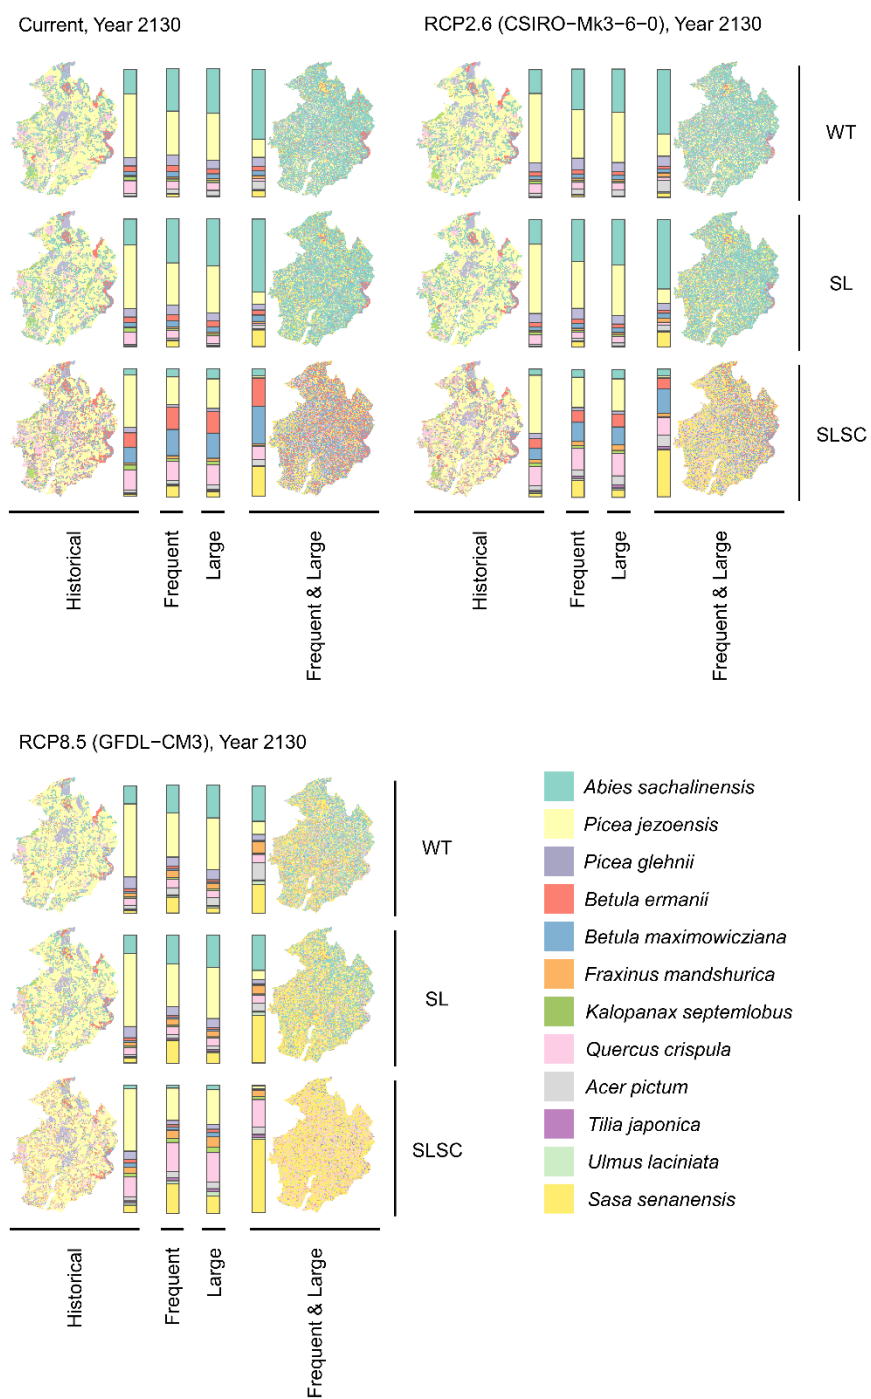 Current, Year 2130
RCP2.6 (CSIRO−Mk3−6−0), Year 2130
WT
SL
SLSC
Historical
Frequent
Large
Frequent & Large
Historical
Frequent
Large
Frequent & Large
RCP8.5 (GFDL−CM3), Year 2130
WT
SL
SLSC
Historical
Frequent
Large
Frequent & Large
Abies sachalinensis
Picea jezoensis
Picea glehnii
Betula ermanii
Betula maximowicziana
Fraxinus mandshurica
Kalopanax septemlobus
Quercus crispula
Acer pictum
Tilia japonica
Ulmus laciniata
Sasa senanensis